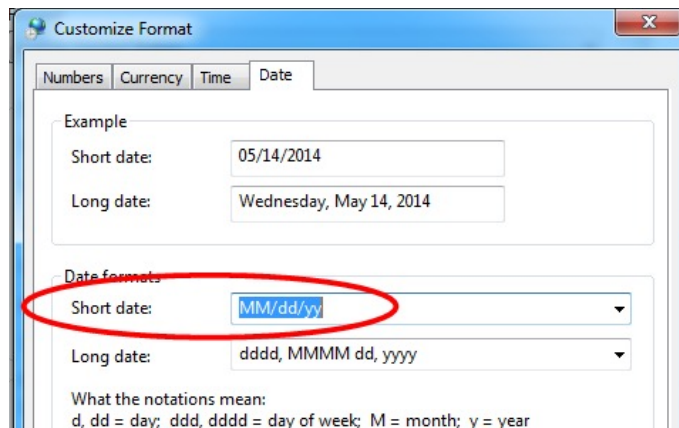 Customize Format
Numbers Currency Time Date
Example
Short date: 05/14/2014
Long date: Wednesday, May 14, 2014
Date formats
Short date: MM/dd/yy
Long date: dddd, MMMM dd, yyyy
What the notations mean:
d, dd = day; ddd, dddd = day of week; M = month; y = year